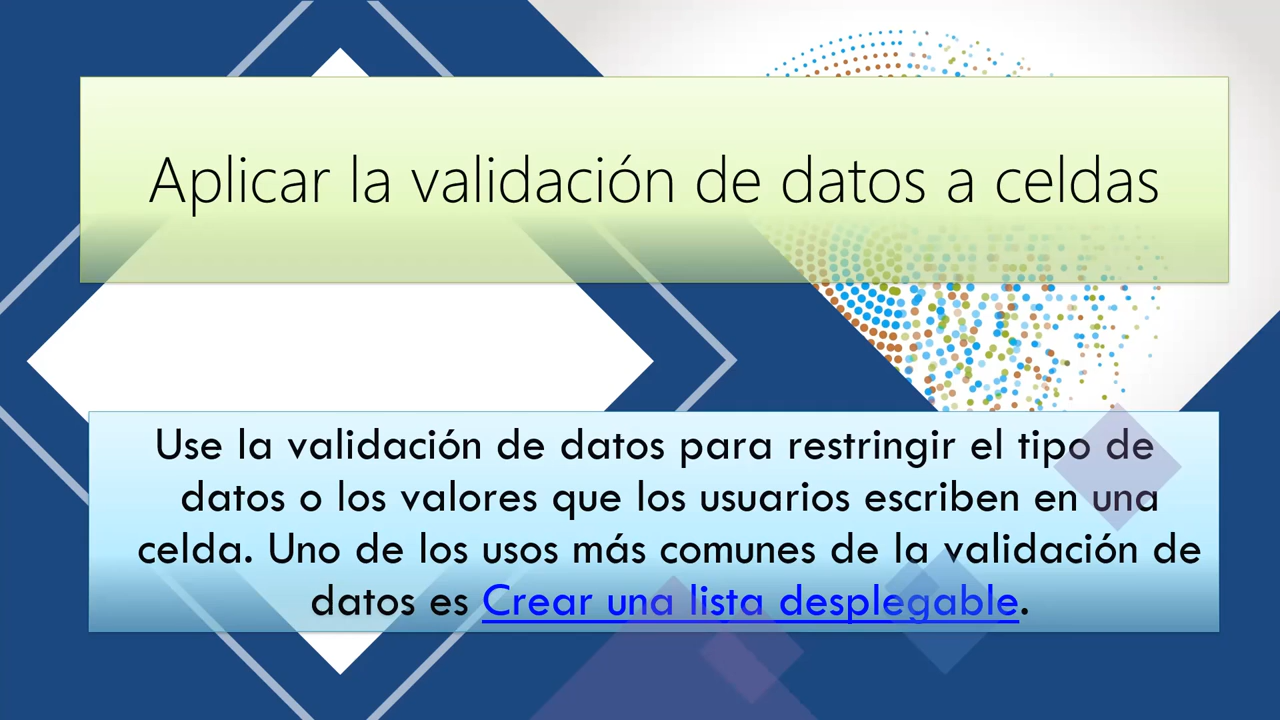 Aplicar la validación de datos a celdas
Use la validación de datos para restringir el tipo de
datos o los valores que los usuarios escriben en una
celda. Uno de los usos más comunes de la validación de
datos es Crear una lista desplegable.